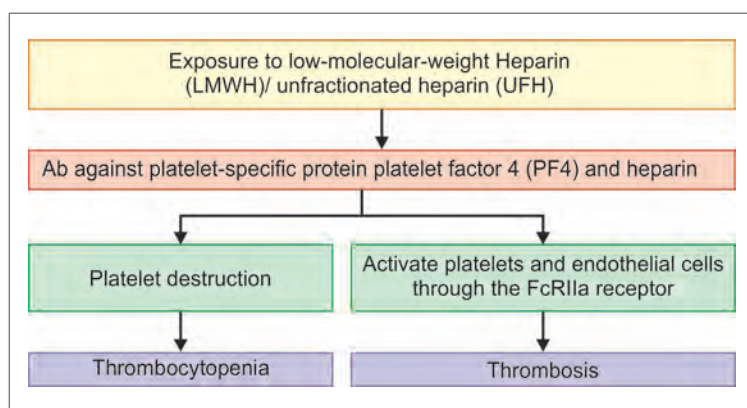 Exposure to low-molecular-weight Heparin
(LMWH)/ unfractionated heparin (UFH)
Ab against platelet-specific protein platelet factor 4 (PF4) and heparin
Platelet destruction
Activate platelets and endothelial cells
through the FcRIIa receptor
Thrombocytopenia
Thrombosis